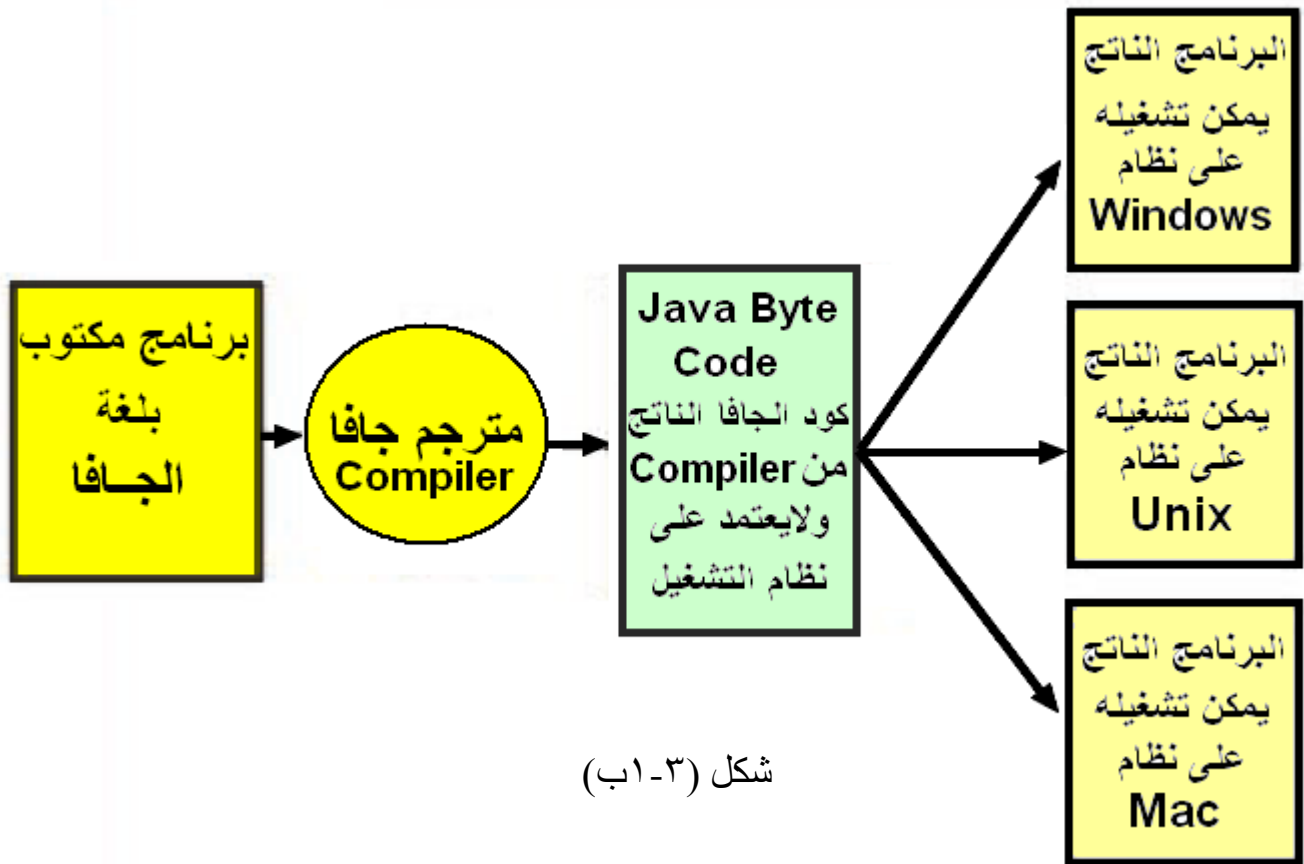 برنامج مكتوب
بلغة
الجــافا
مترجم جافا
Compiler
Java Byte
Code
كود الجافا الناتج
من Compiler
ولايعتمد على
نظام التشغيل
البرنامج الناتج
يمكن تشغيله
على نظام
Windows
البرنامج الناتج
يمكن تشغيله
على نظام
Unix
البرنامج الناتج
يمكن تشغيله
على نظام
Mac
شكل (٣-١ب)